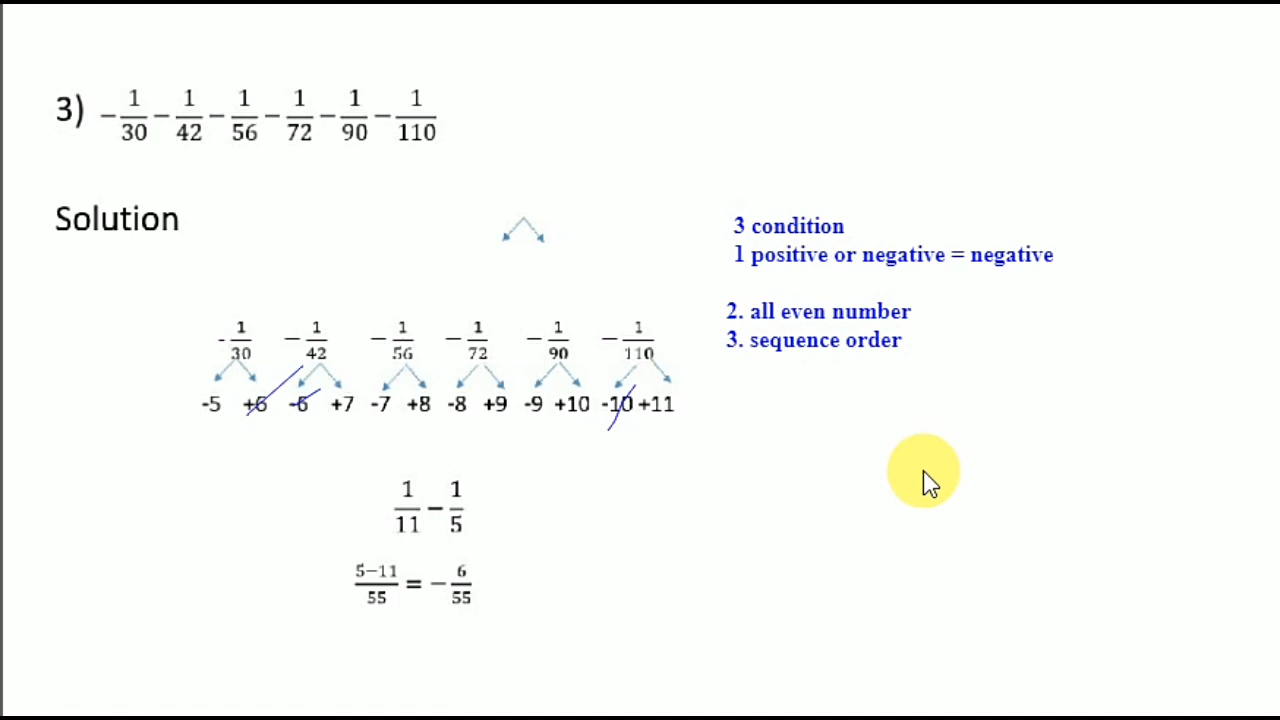 3) −1/30 − 1/42 − 1/56 − 1/72 − 1/90 − 1/110
Solution
3 condition
1 positive or negative = negative
2. all even number
3. sequence order
-1/30 −1/42 −1/56 −1/72 −1/90 −1/110
-5 +6 -6 +7 -7 +8 -8 +9 -9 +10 -10 +11
1/11 − 1/5
5−11/55 = −6/55